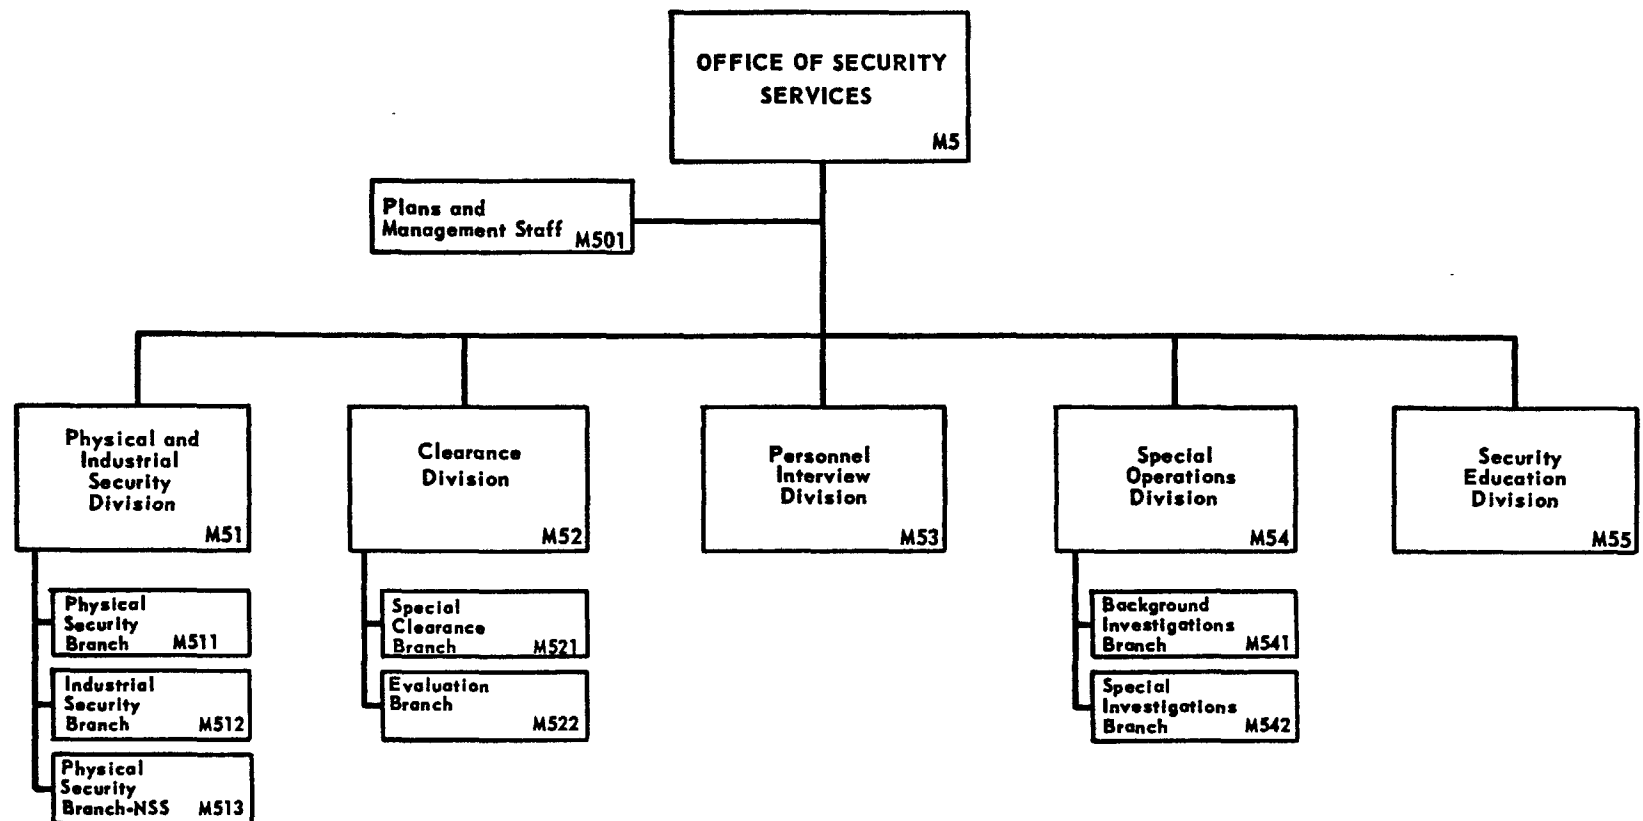 OFFICE OF SECURITY
SERVICES
M5
Plans and
Management Staff M501
Physical and
Industrial
Security
Division
M51
Clearance
Division
M52
Personnel
Interview
Division
M53
Special
Operations
Division
M54
Security
Education
Division
M55
Physical
Security
Branch M511
Industrial
Security
Branch M512
Physical
Security
Branch-NSS M513
Special
Clearance
Branch M521
Evaluation
Branch
M522
Background
Investigations
Branch M541
Special
Investigations
Branch M542